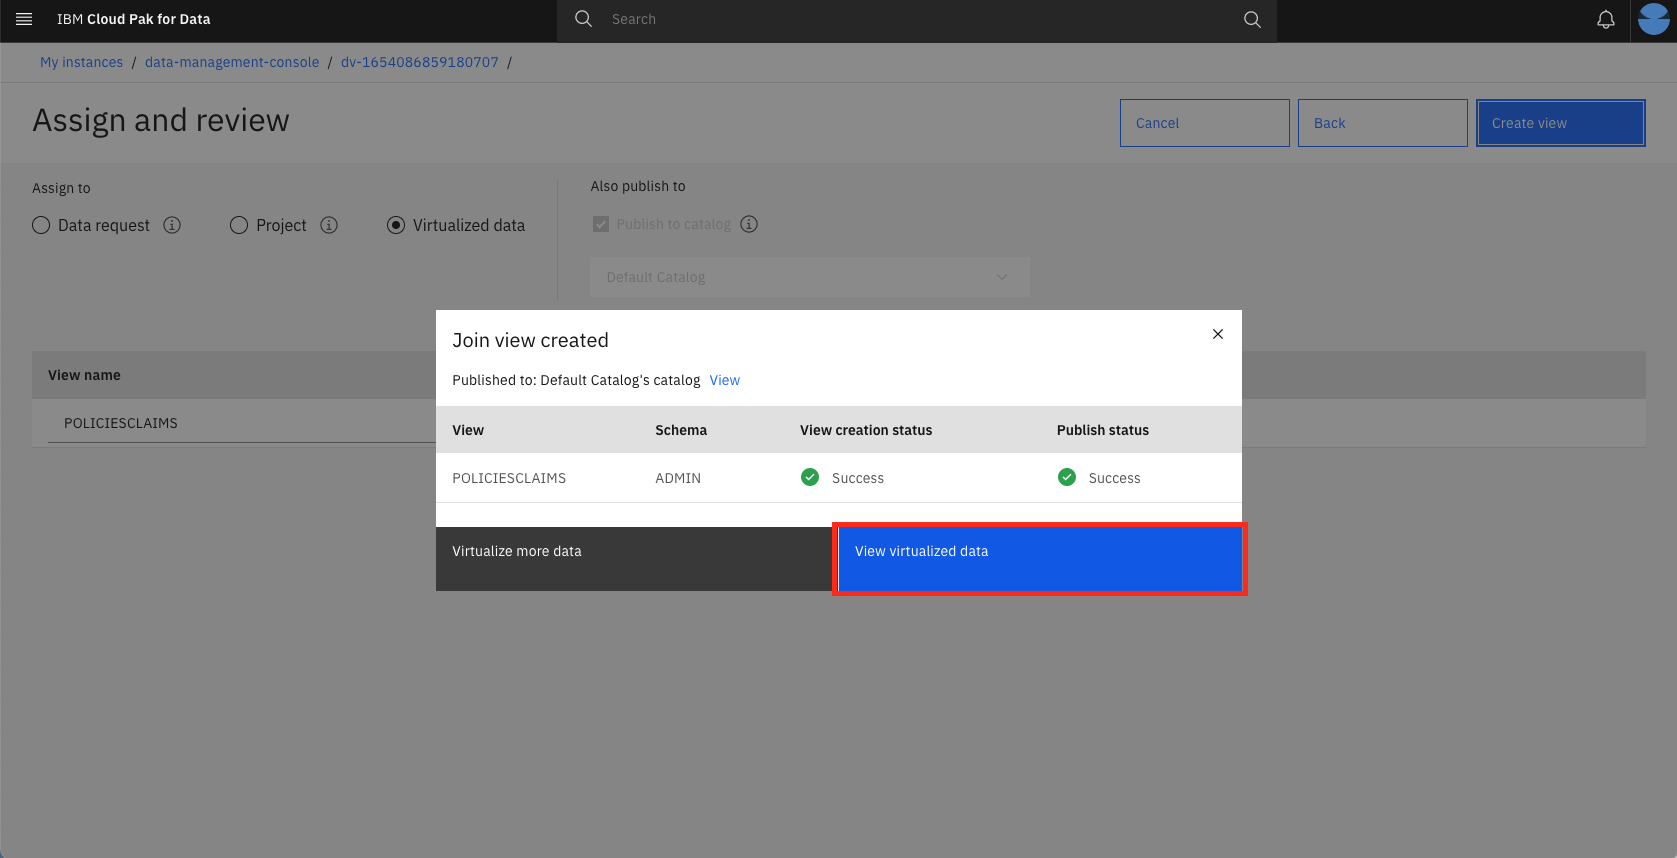 IBM Cloud Pak for Data
Search
My instances / data-management-console / dv-1654086859180707 /
Assign and review
Cancel
Back
Create view
Assign to
Data request
Project
Virtualized data
Also publish to
Publish to catalog
Default Catalog
View name
POLICIESCLAIMS
Join view created
Published to: Default Catalog's catalog View
View Schema View creation status Publish status
POLICIESCLAIMS ADMIN Success Success
Virtualize more data
View virtualized data